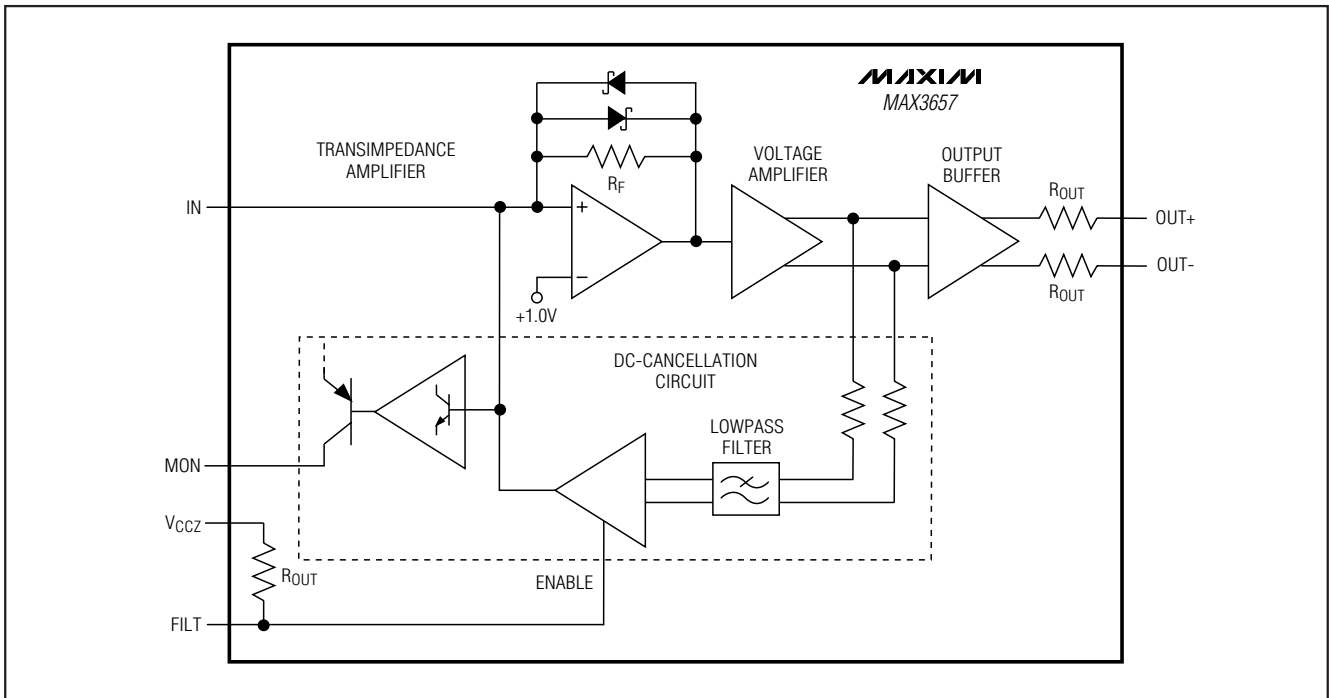 MAXIM
MAX3657
TRANSIMPEDANCE
AMPLIFIER
RF
VOLTAGE
AMPLIFIER
OUTPUT
BUFFER
ROUT
IN
+
OUT+
−
OUT-
ROUT
+1.0V
DC-CANCELLATION
CIRCUIT
LOWPASS
FILTER
MON
VCCZ
ROUT
ENABLE
FILT